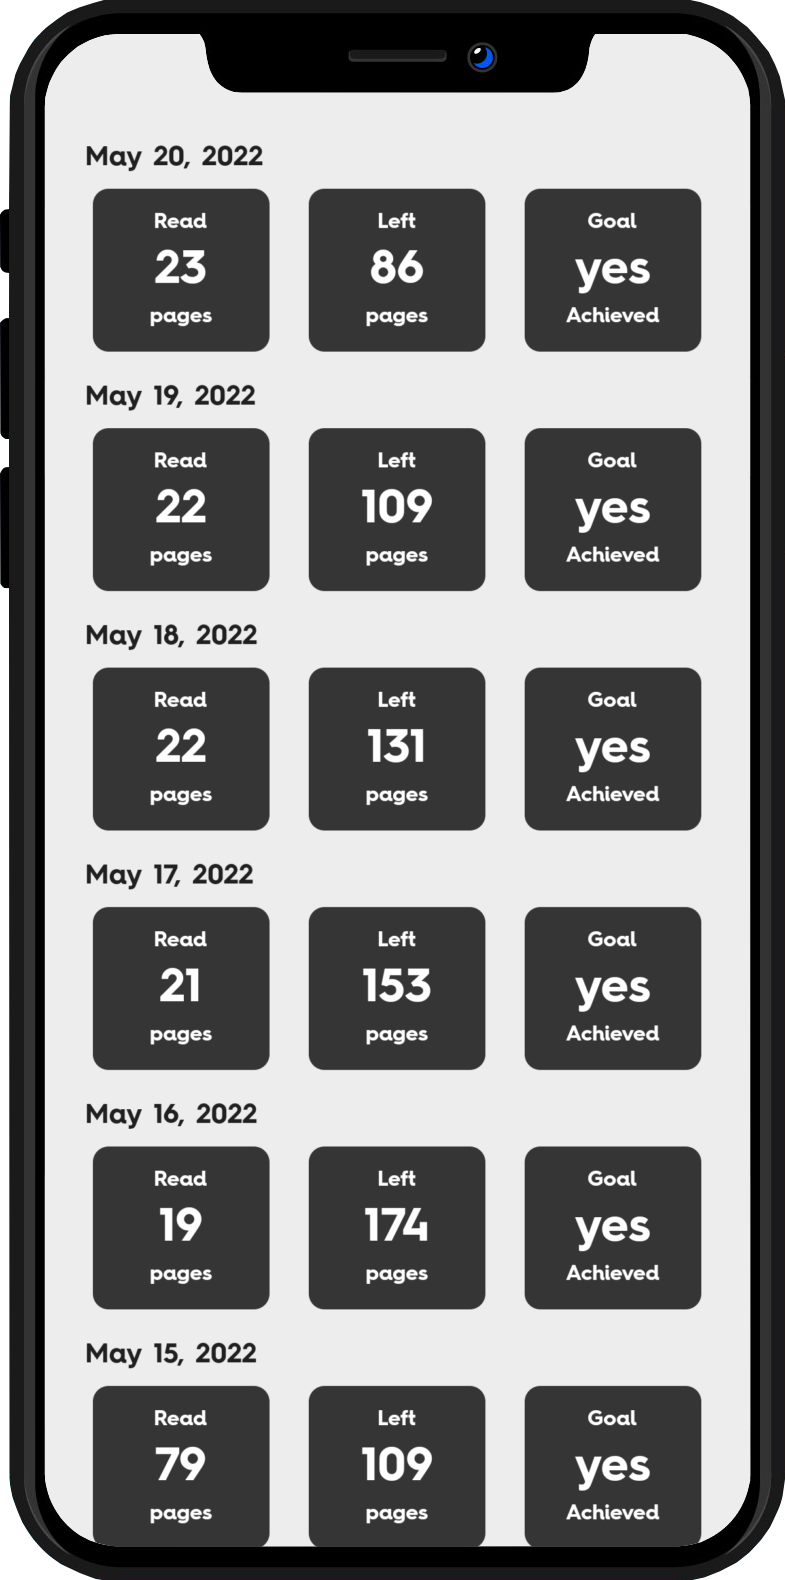 May 20, 2022
Read Left Goal
23 86 yes
pages pages Achieved
May 19, 2022
Read Left Goal
22 109 yes
pages pages Achieved
May 18, 2022
Read Left Goal
22 131 yes
pages pages Achieved
May 17, 2022
Read Left Goal
21 153 yes
pages pages Achieved
May 16, 2022
Read Left Goal
19 174 yes
pages pages Achieved
May 15, 2022
Read Left Goal
79 109 yes
pages pages Achieved